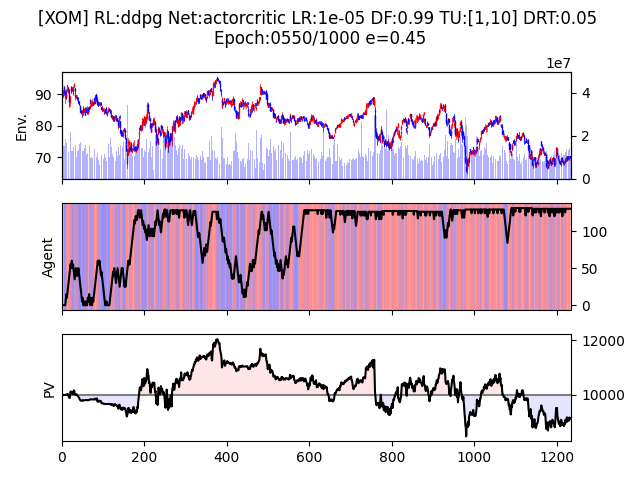 [XOM] RL:ddpg Net:actorcritic LR:1e-05 DF:0.99 TU:[1,10] DRT:0.05
Epoch:0550/1000 e=0.45
1e7
Env.
90
80
70
4
2
0
Agent
100
50
0
PV
12000
10000
0 200 400 600 800 1000 1200